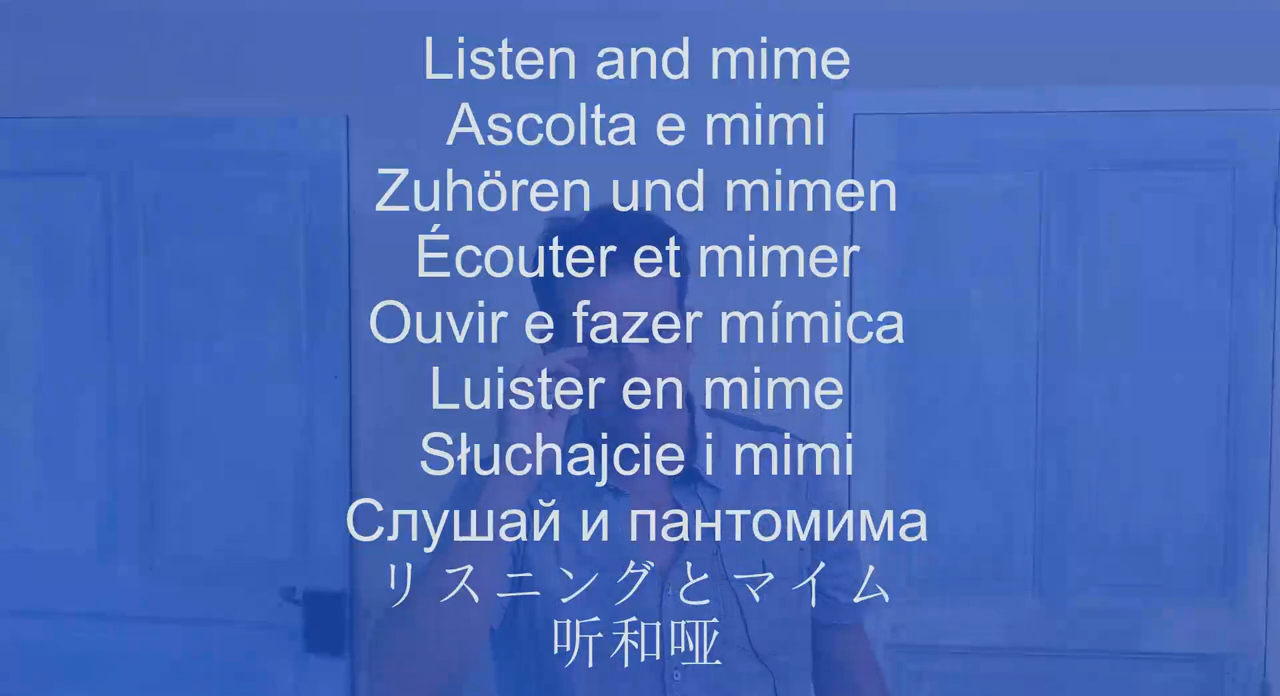 Listen and mime
Ascolta e mimi
Zuhören und mimen
Écouter et mimer
Ouvir e fazer mímica
Luister en mime
Słuchajcie i mimi
Слушай и пантомима
リスニングとマイム
听和哑